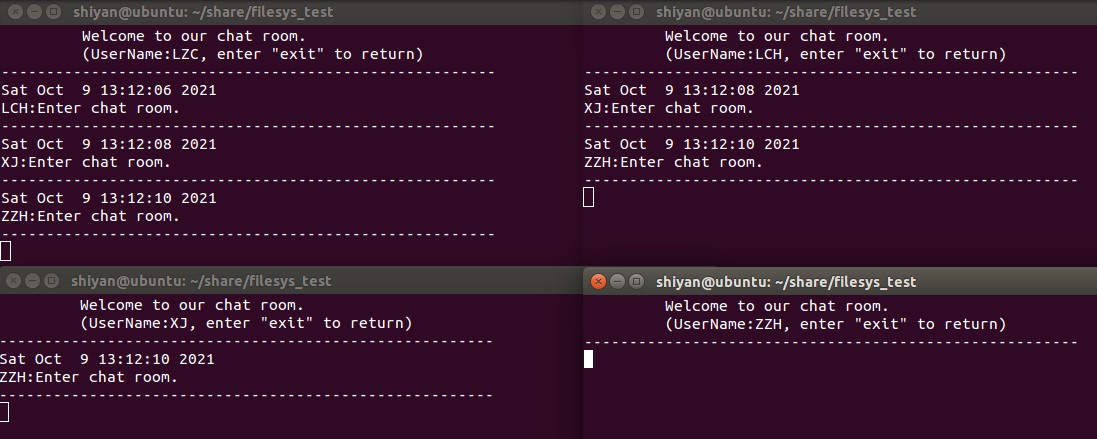 shiyan@ubuntu: ~/share/filesys_test
Welcome to our chat room.
(UserName:LZC, enter "exit" to return)
-------------------------------------------------------
Sat Oct  9 13:12:06 2021
LCH:Enter chat room.
-------------------------------------------------------
Sat Oct  9 13:12:08 2021
XJ:Enter chat room.
-------------------------------------------------------
Sat Oct  9 13:12:10 2021
ZZH:Enter chat room.
-------------------------------------------------------
shiyan@ubuntu: ~/share/filesys_test
Welcome to our chat room.
(UserName:LCH, enter "exit" to return)
-------------------------------------------------------
Sat Oct  9 13:12:08 2021
XJ:Enter chat room.
-------------------------------------------------------
Sat Oct  9 13:12:10 2021
ZZH:Enter chat room.
-------------------------------------------------------
shiyan@ubuntu: ~/share/filesys_test
Welcome to our chat room.
(UserName:XJ, enter "exit" to return)
-------------------------------------------------------
Sat Oct  9 13:12:10 2021
ZZH:Enter chat room.
-------------------------------------------------------
shiyan@ubuntu: ~/share/filesys_test
Welcome to our chat room.
(UserName:ZZH, enter "exit" to return)
-------------------------------------------------------